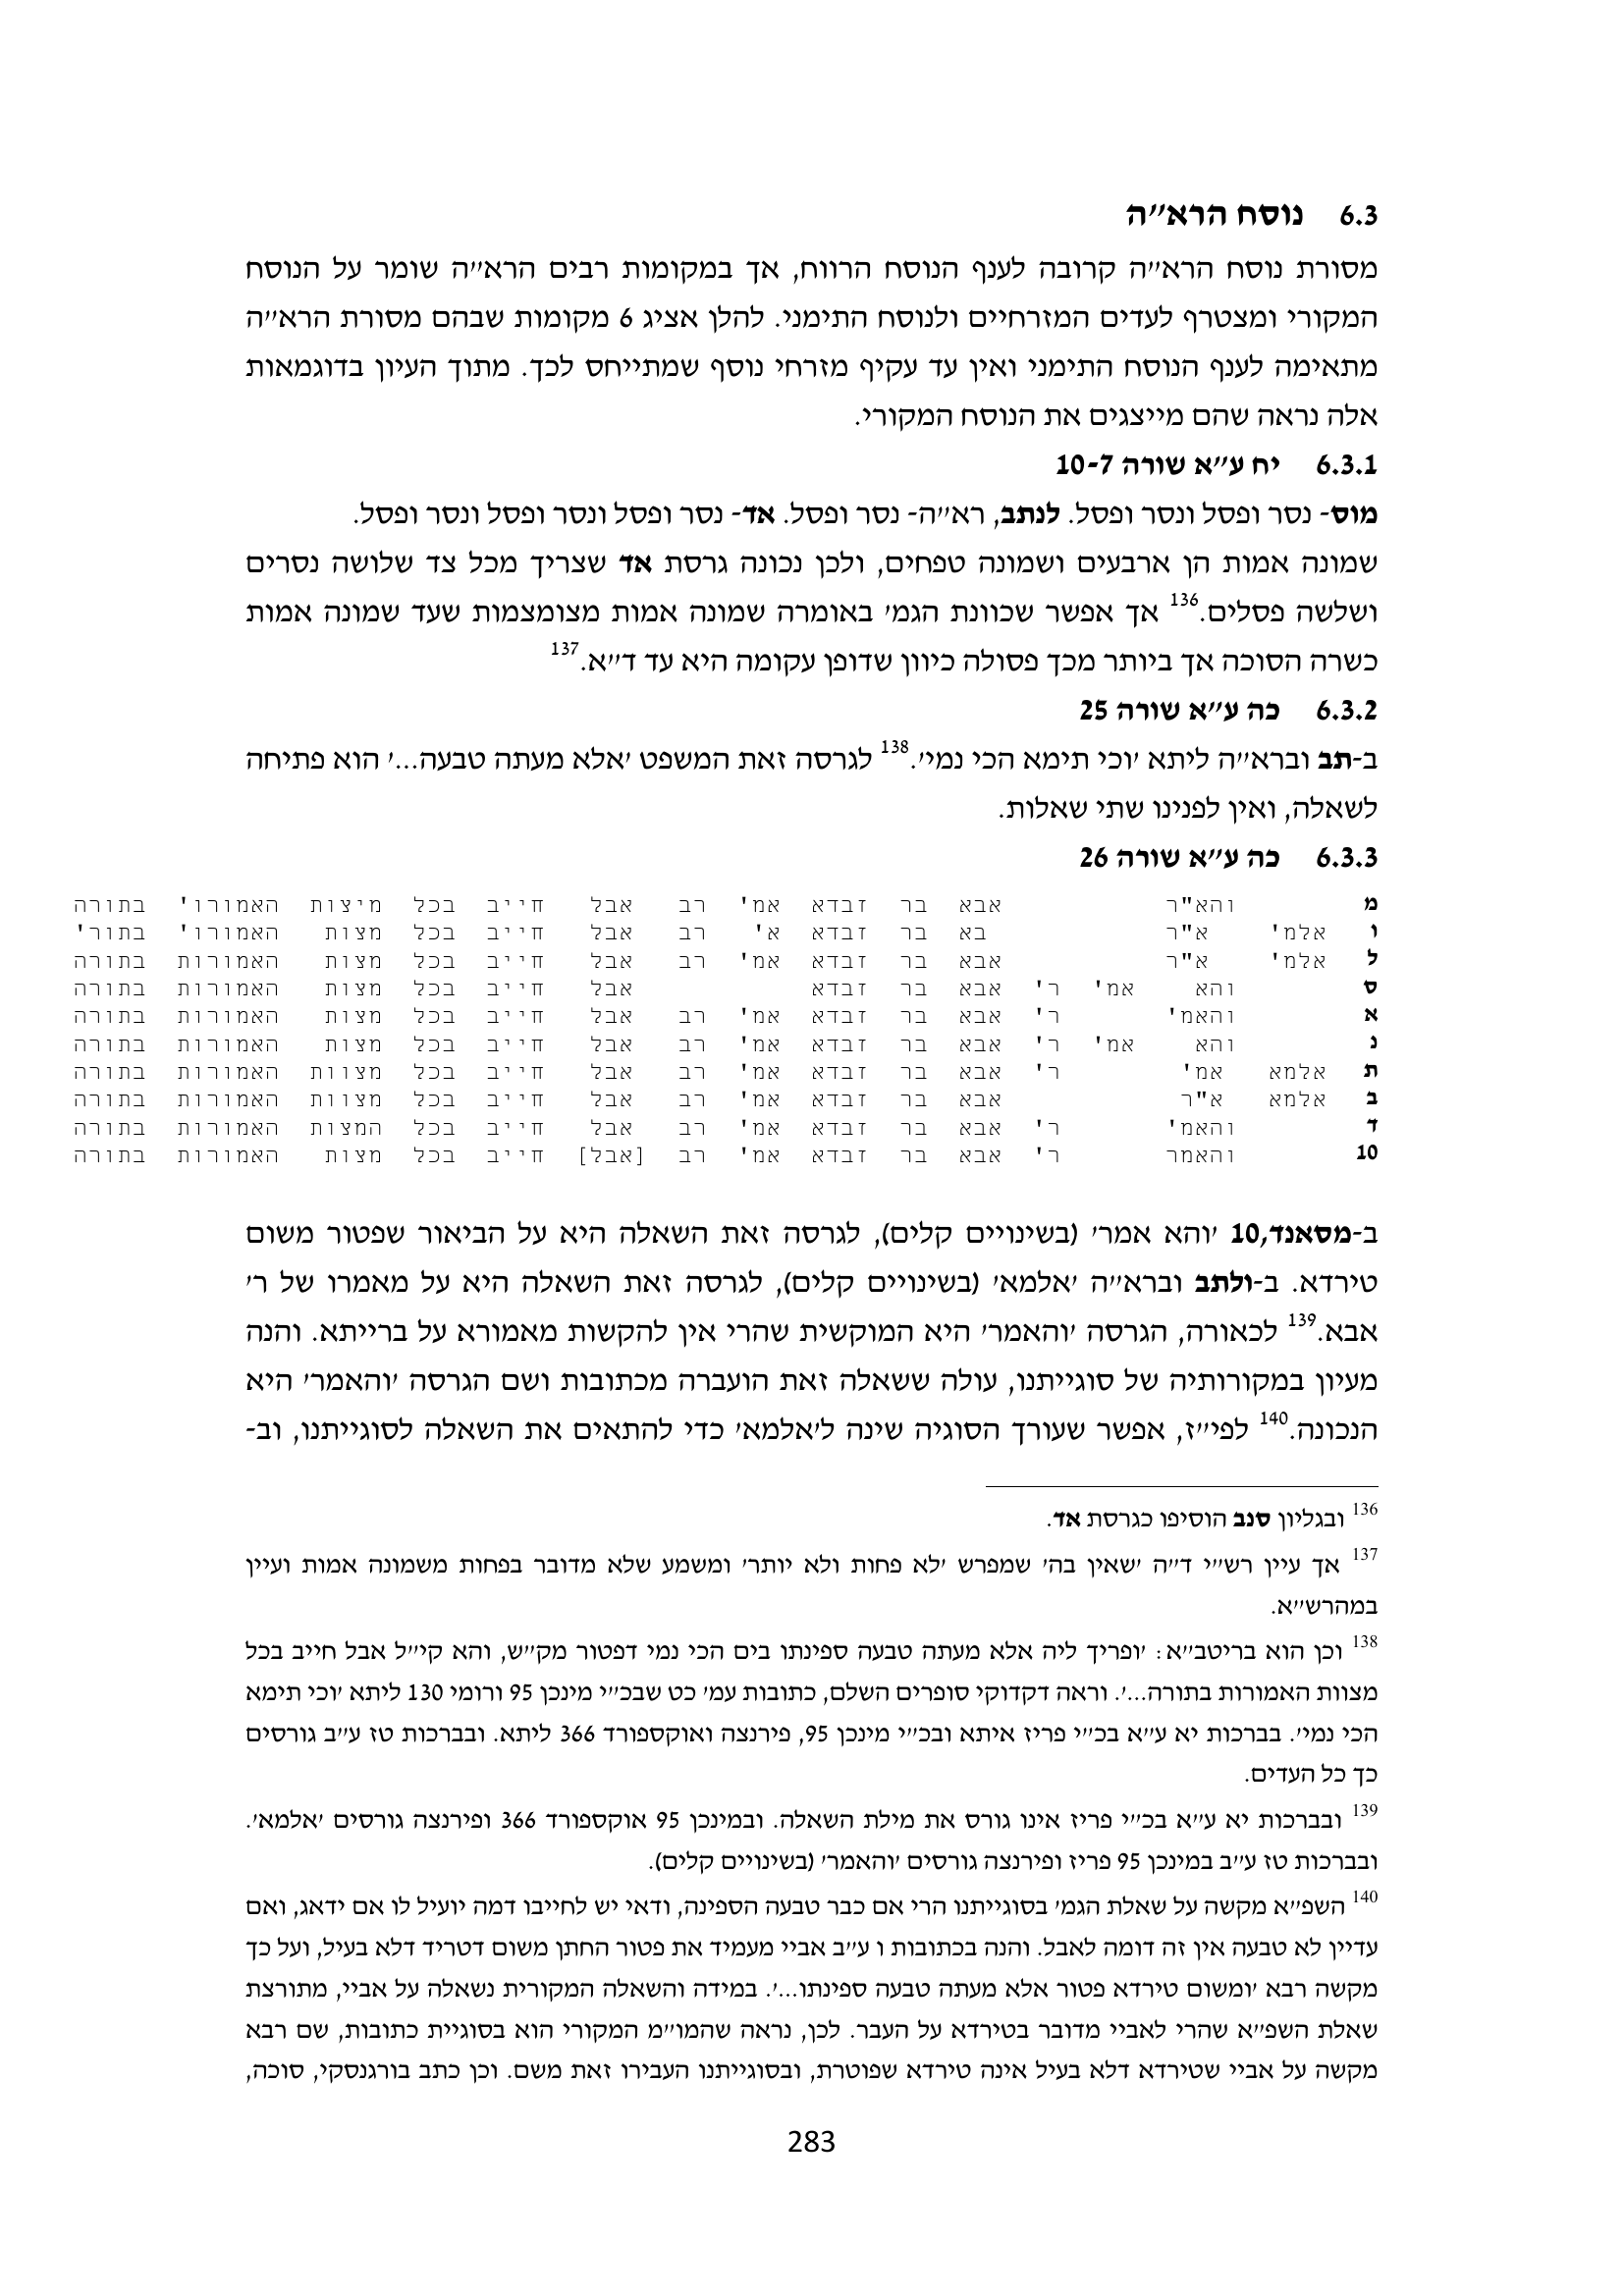 6.3 נוסח הרא״ה
מסורת נוסח הרא״ה קרובה לענף הנוסח הרווח, אך במקומות רבים הרא״ה שומר על הנוסח
המקורי ומצטרף לעדים המזרחיים ולנוסח התימני. להלן אציג 6 מקומות שבהם מסורת הרא״ה
מתאימה לענף הנוסח התימני ואין עד עקיף מזרחי נוסף שמתייחס לכך. מתוך העיון בדוגמאות
אלה נראה שהם מייצגים את הנוסח המקורי.
6.3.1 יח ע״א שורה 10-7
מוס- נסר ופסל ונסר ופסל. לנתב, רא״ה- נסר ופסל. אד- נסר ופסל ונסר ופסל ונסר ופסל.
שמונה אמות הן ארבעים ושמונה טפחים, ולכן נכונה גרסת אד שצריך מכל צד שלושה נסרים
ושלשה פסלים.136 אך אפשר שכוונת הגמ׳ באומרה שמונה אמות מצומצמות שעד שמונה אמות
כשרה הסוכה אך ביותר מכך פסולה כיוון שדופן עקומה היא עד ד״א.137
6.3.2 כה ע״א שורה 25
ב-תב וברא״ה ליתא ׳וכי תימא הכי נמי׳.138 לגרסה זאת המשפט ׳אלא מעתה טבעה...׳ הוא פתיחה
לשאלה, ואין לפנינו שתי שאלות.
6.3.3 כה ע״א שורה 26
מ והא"ר אבא בר זבדא אמ' רב אבל חייב בכל מיצות האמורו' בתורה
ו אלמ' א"ר בא בר זבדא א' רב אבל חייב בכל מצות האמורו' בתור'
ל אלמ' א"ר אבא בר זבדא אמ' רב אבל חייב בכל מצות האמורות בתורה
ס והא אמ' ר' אבא בר זבדא אבל חייב בכל מצות האמורות בתורה
א והאמ' ר' אבא בר זבדא אמ' רב אבל חייב בכל מצות האמורות בתורה
נ והא אמ' ר' אבא בר זבדא אמ' רב אבל חייב בכל מצות האמורות בתורה
ת אלמא אמ' ר' אבא בר זבדא אמ' רב אבל חייב בכל מצוות האמורות בתורה
ב אלמא א"ר אבא בר זבדא אמ' רב אבל חייב בכל מצוות האמורות בתורה
ד והאמ' ר' אבא בר זבדא אמ' רב אבל חייב בכל המצות האמורות בתורה
10 והאמר ר' אבא בר זבדא אמ' רב [אבל] חייב בכל מצות האמורות בתורה
ב-מסאנד,10 ׳והא אמר׳ (בשינויים קלים), לגרסה זאת השאלה היא על הביאור שפטור משום
טירדא. ב-ולתב וברא״ה ׳אלמא׳ (בשינויים קלים), לגרסה זאת השאלה היא על מאמרו של ר׳
אבא.139 לכאורה, הגרסה ׳והאמר׳ היא המוקשית שהרי אין להקשות מאמורא על ברייתא. והנה
מעיון במקורותיה של סוגייתנו, עולה ששאלה זאת הועברה מכתובות ושם הגרסה ׳והאמר׳ היא
הנכונה.140 לפי״ז, אפשר שעורך הסוגיה שינה ל׳אלמא׳ כדי להתאים את השאלה לסוגייתנו, וב-
136 ובגליון סנב הוסיפו כגרסת אד.
137 אך עיין רש״י ד״ה ׳שאין בה׳ שמפרש ׳לא פחות ולא יותר׳ ומשמע שלא מדובר בפחות משמונה אמות ועיין
במהרש״א.
138 וכן הוא בריטב״א: ׳ופריך ליה אלא מעתה טבעה ספינתו בים הכי נמי דפטור מק״ש, והא קי״ל אבל חייב בכל
מצוות האמורות בתורה...׳. וראה דקדוקי סופרים השלם, כתובות עמ׳ כט שבכ״י מינכן 95 ורומי 130 ליתא ׳וכי תימא
הכי נמי׳. בברכות יא ע״א בכ״י פריז איתא ובכ״י מינכן 95, פירנצה ואוקספורד 366 ליתא. ובברכות טז ע״ב גורסים
כך כל העדים.
139 ובברכות יא ע״א בכ״י פריז אינו גורס את מילת השאלה. ובמינכן 95 אוקספורד 366 ופירנצה גורסים ׳אלמא׳.
ובברכות טז ע״ב במינכן 95 פריז ופירנצה גורסים ׳והאמר׳ (בשינויים קלים).
140 השפ״א מקשה על שאלת הגמ׳ בסוגייתנו הרי אם כבר טבעה הספינה, ודאי יש לחייבו דמה יועיל לו אם ידאג, ואם
עדיין לא טבעה אין זה דומה לאבל. והנה בכתובות ו ע״ב אביי מעמיד את פטור החתן משום דטריד דלא בעיל, ועל כך
מקשה רבא ׳ומשום טירדא פטור אלא מעתה טבעה ספינתו...׳. במידה והשאלה המקורית נשאלה על אביי, מתורצת
שאלת השפ״א שהרי לאביי מדובר בטירדא על העבר. לכן, נראה שהמו״מ המקורי הוא בסוגיית כתובות, שם רבא
מקשה על אביי שטירדא דלא בעיל אינה טירדא שפוטרת, ובסוגייתנו העבירו זאת משם. וכן כתב בורגנסקי, סוכה,
283